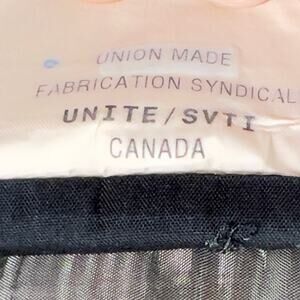 UNION MADE
FABRICATION SYNDICAL
UNITE/SVTI
CANADA